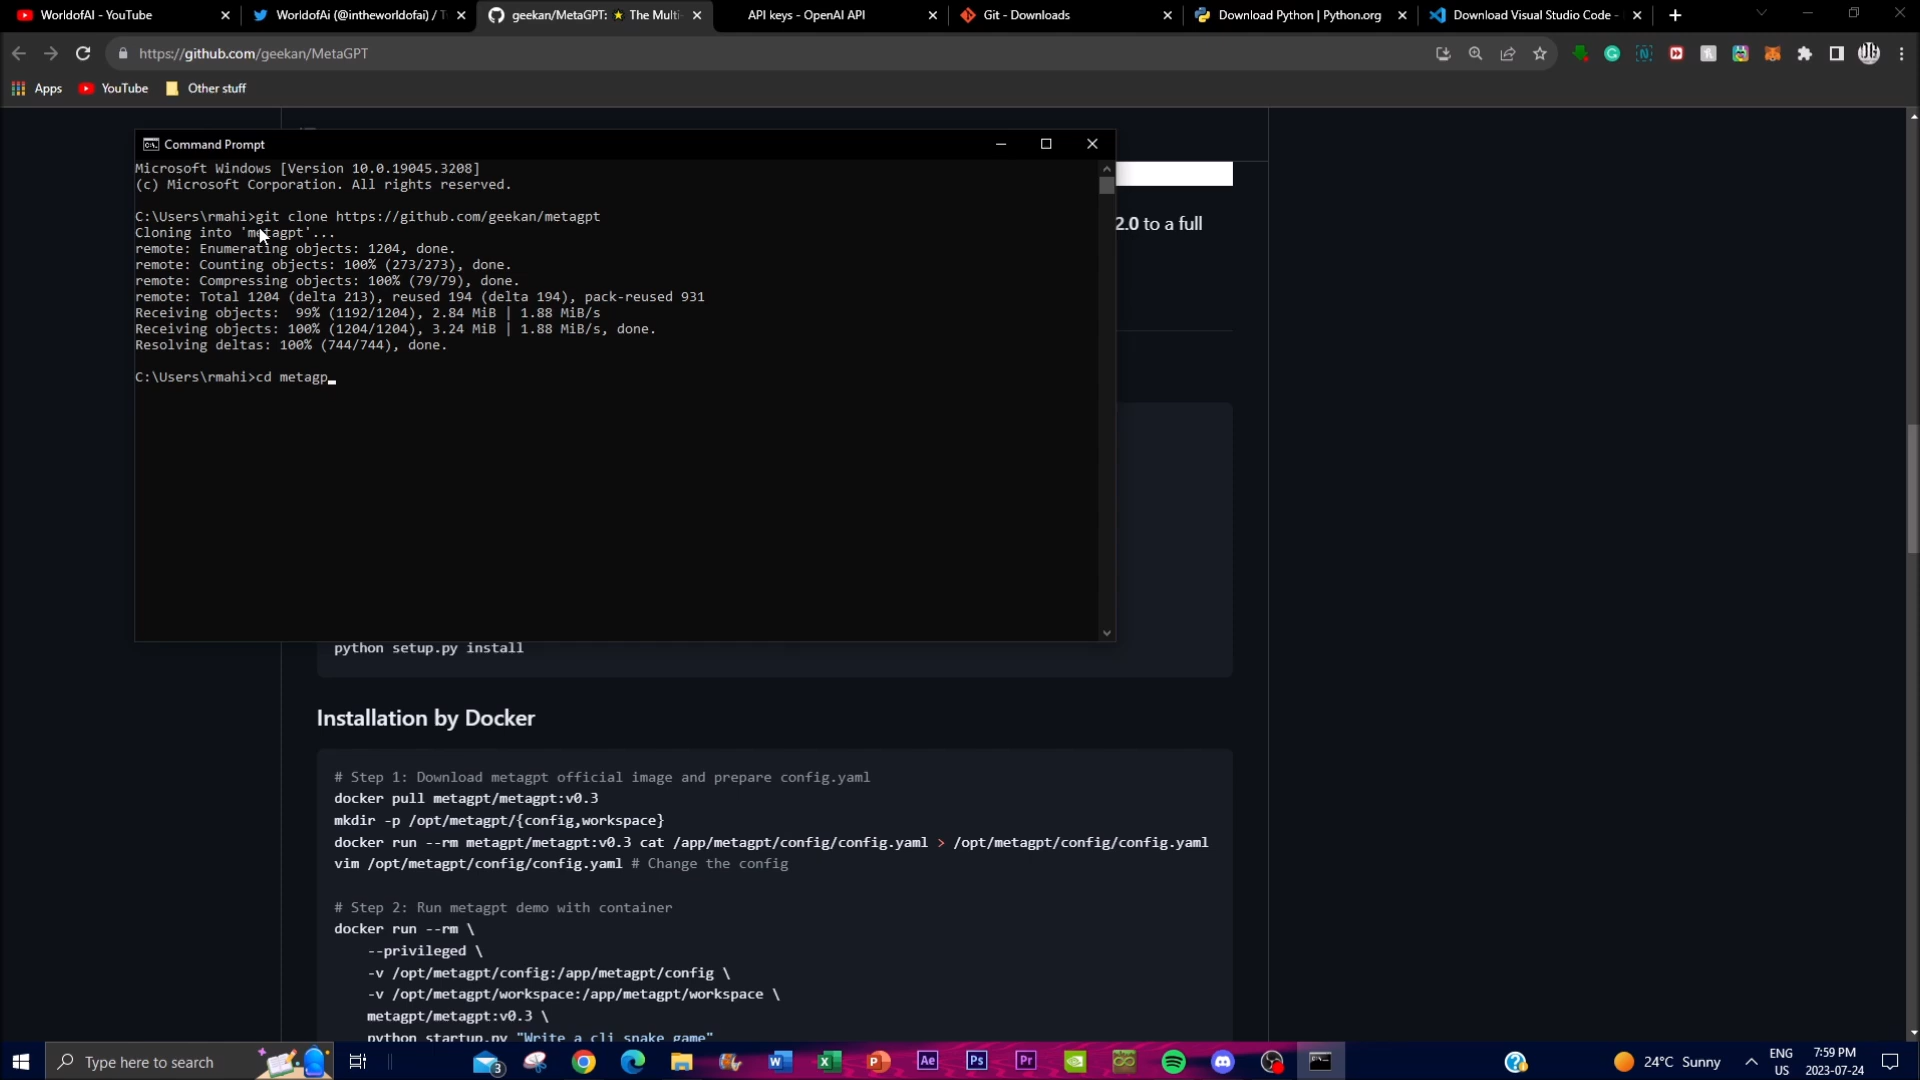 WorldofAI - YouTube
WorldofAi (@intheworldofai) / T
geekan/MetaGPT: The Multi
API keys - OpenAI API
Git - Downloads
Download Python | Python.org
Download Visual Studio Code -
https://github.com/geekan/MetaGPT
Apps
YouTube
Other stuff
Command Prompt
Microsoft Windows [Version 10.0.19045.3208]
(c) Microsoft Corporation. All rights reserved.
C:\Users\rmahi>git clone https://github.com/geekan/metagpt
Cloning into 'metagpt'...
remote: Enumerating objects: 1204, done.
remote: Counting objects: 100% (273/273), done.
remote: Compressing objects: 100% (79/79), done.
remote: Total 1204 (delta 213), reused 194 (delta 194), pack-reused 931
Receiving objects:  99% (1192/1204), 2.84 MiB | 1.88 MiB/s
Receiving objects: 100% (1204/1204), 3.24 MiB | 1.88 MiB/s, done.
Resolving deltas: 100% (744/744), done.
C:\Users\rmahi>cd metagp_
2.0 to a full
python setup.py install
Installation by Docker
# Step 1: Download metagpt official image and prepare config.yaml
docker pull metagpt/metagpt:v0.3
mkdir -p /opt/metagpt/{config,workspace}
docker run --rm metagpt/metagpt:v0.3 cat /app/metagpt/config/config.yaml > /opt/metagpt/config/config.yaml
vim /opt/metagpt/config/config.yaml # Change the config
# Step 2: Run metagpt demo with container
docker run --rm \
--privileged \
-v /opt/metagpt/config:/app/metagpt/config \
-v /opt/metagpt/workspace:/app/metagpt/workspace \
metagpt/metagpt:v0.3 \
python startup.py "Write a cli snake game"
Type here to search
3
Ae
Ps
Pr
24°C Sunny
ENG
US
7:59 PM
2023-07-24